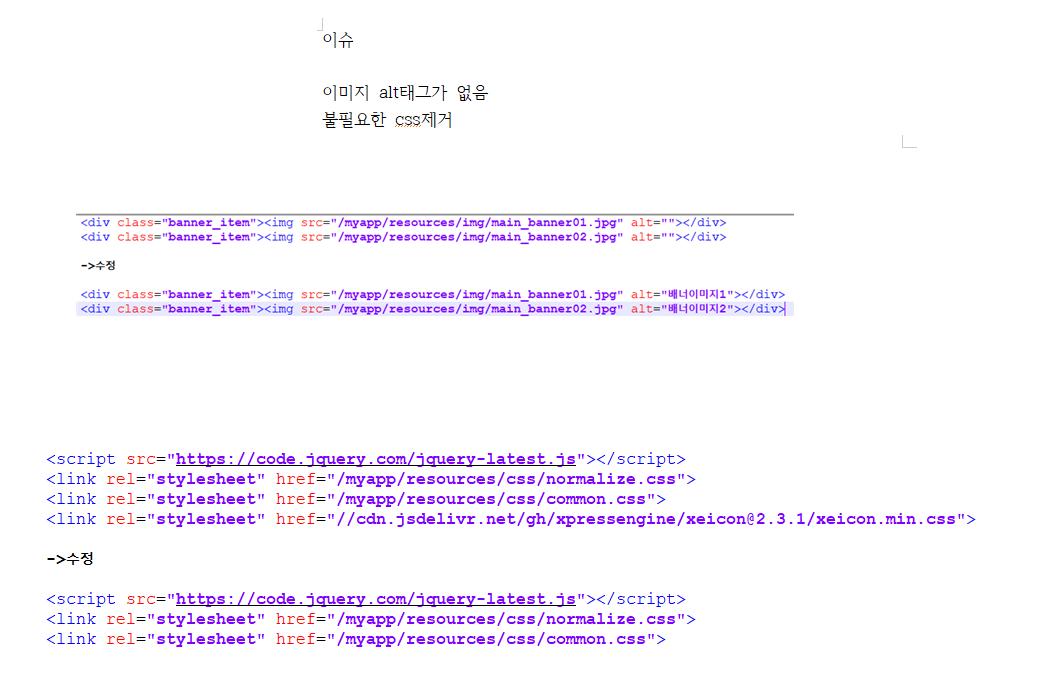 이슈
이미지 alt태그가 없음
불필요한 css제거
<div class="banner_item"><img src="/myapp/resources/img/main_banner01.jpg" alt=""></div>
<div class="banner_item"><img src="/myapp/resources/img/main_banner02.jpg" alt=""></div>
->수정
<div class="banner_item"><img src="/myapp/resources/img/main_banner01.jpg" alt="배너이미지1"></div>
<div class="banner_item"><img src="/myapp/resources/img/main_banner02.jpg" alt="배너이미지2"></div>
<script src="https://code.jquery.com/jquery-latest.js"></script>
<link rel="stylesheet" href="/myapp/resources/css/normalize.css">
<link rel="stylesheet" href="/myapp/resources/css/common.css">
<link rel="stylesheet" href="//cdn.jsdelivr.net/gh/xpressengine/xeicon@2.3.1/xeicon.min.css">
->수정
<script src="https://code.jquery.com/jquery-latest.js"></script>
<link rel="stylesheet" href="/myapp/resources/css/normalize.css">
<link rel="stylesheet" href="/myapp/resources/css/common.css">